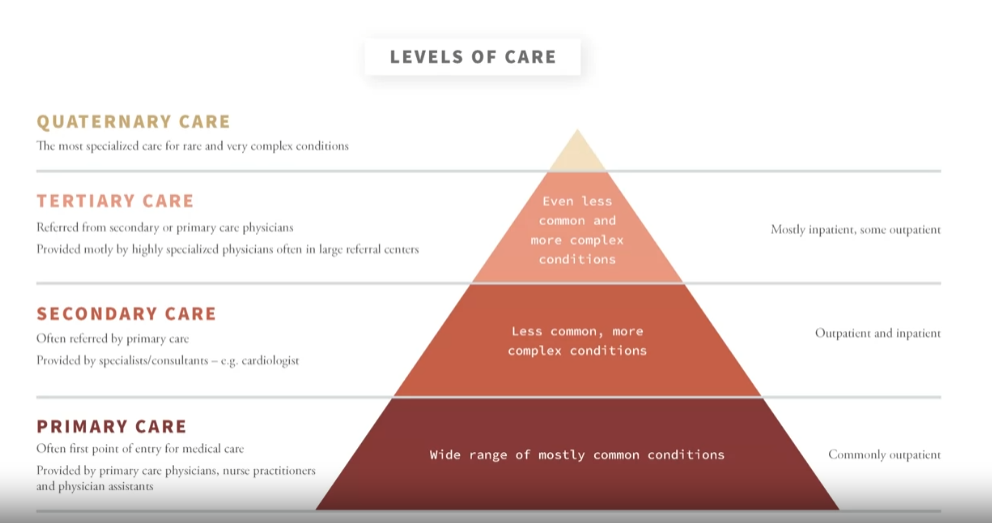 LEVELS OF CARE
QUATERNARY CARE
The most specialized care for rare and very complex conditions
TERTIARY CARE
Referred from secondary or primary care physicians
Provided motly by highly specialized physicians often in large referral centers
Even less
common and
more complex
conditions
Mostly inpatient, some outpatient
SECONDARY CARE
Often referred by primary care
Provided by specialists/consultants – e.g. cardiologist
Less common, more
complex conditions
Outpatient and inpatient
PRIMARY CARE
Often first point of entry for medical care
Provided by primary care physicians, nurse practitioners
and physician assistants
Wide range of mostly common conditions
Commonly outpatient